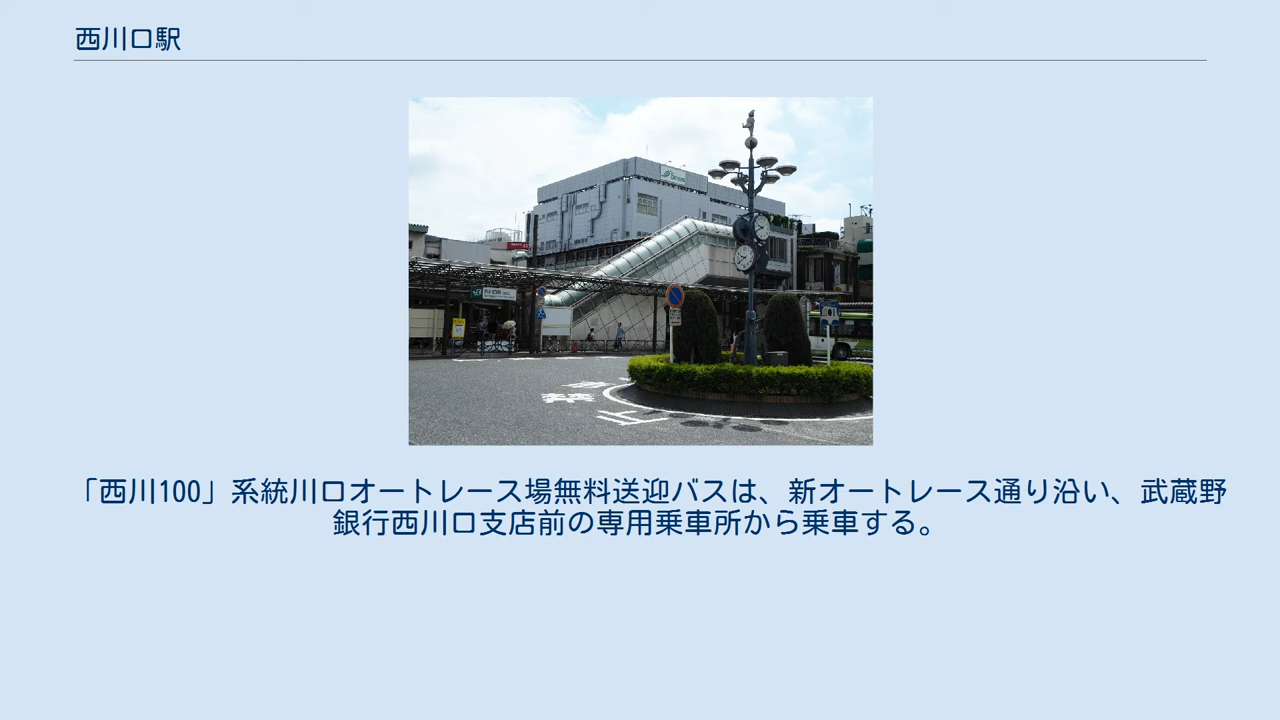 西川口駅
「西川100」系統川口オートレース場無料送迎バスは、新オートレース通り沿い、武蔵野
銀行西川口支店前の専用乗車所から乗車する。